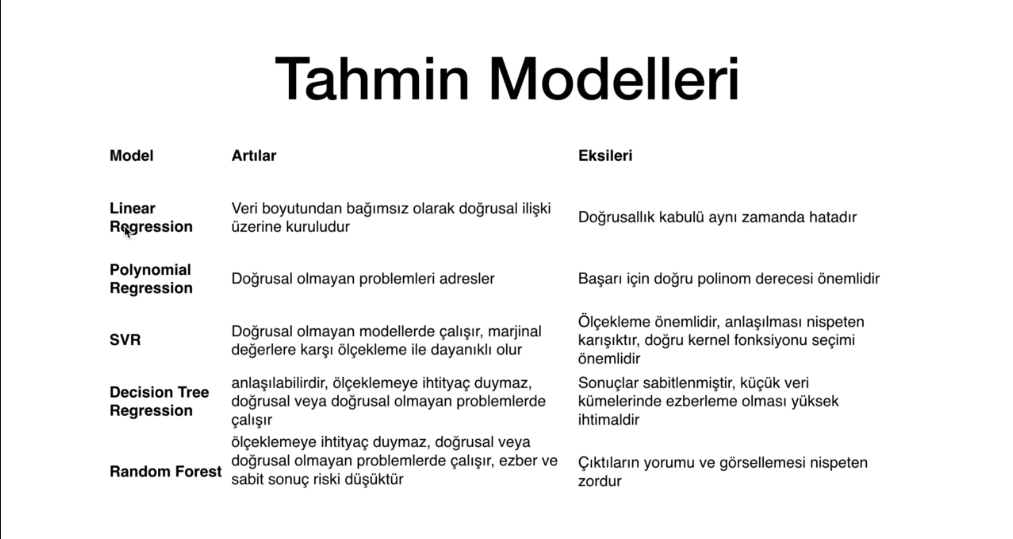 Tahmin Modelleri
Model Artılar Eksileri
Linear Regression
Veri boyutundan bağımsız olarak doğrusal ilişki
üzerine kuruludur
Doğrusallık kabulü aynı zamanda hatadır
Polynomial
Regression
Doğrusal olmayan problemleri adresler
Başarı için doğru polinom derecesi önemlidir
SVR
Doğrusal olmayan modellerde çalışır, marjinal
değerlere karşı ölçekleme ile dayanıklı olur
Ölçekleme önemlidir, anlaşılması nispeten
karışıktır, doğru kernel fonksiyonu seçimi
önemlidir
Decision Tree
Regression
anlaşılabilirdir, ölçeklemeye ihtityaç duymaz,
doğrusal veya doğrusal olmayan problemlerde
çalışır
Sonuçlar sabitlenmiştir, küçük veri
kümelerinde ezberleme olması yüksek
ihtimaldir
Random Forest
ölçeklemeye ihtityaç duymaz, doğrusal veya
doğrusal olmayan problemlerde çalışır, ezber ve
sabit sonuç riski düşüktür
Çıktıların yorumu ve görsellemesi nispeten
zordur